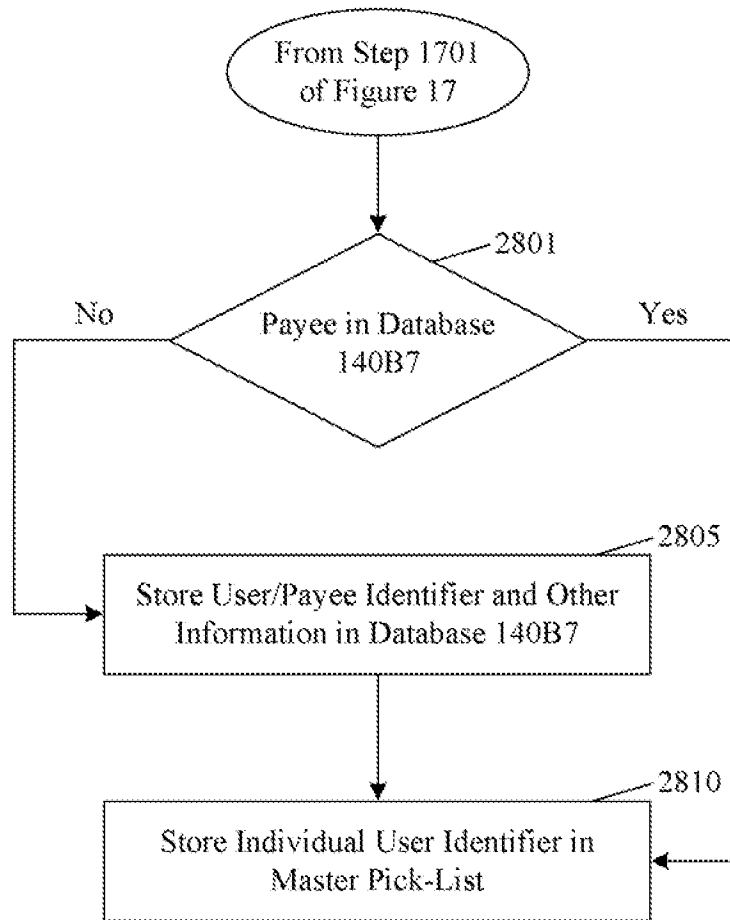 From Step 1701
of Figure 17
2801
No
Payee in Database
140B7
Yes
2805
Store User/Payee Identifier and Other
Information in Database 140B7
2810
Store Individual User Identifier in
Master Pick-List